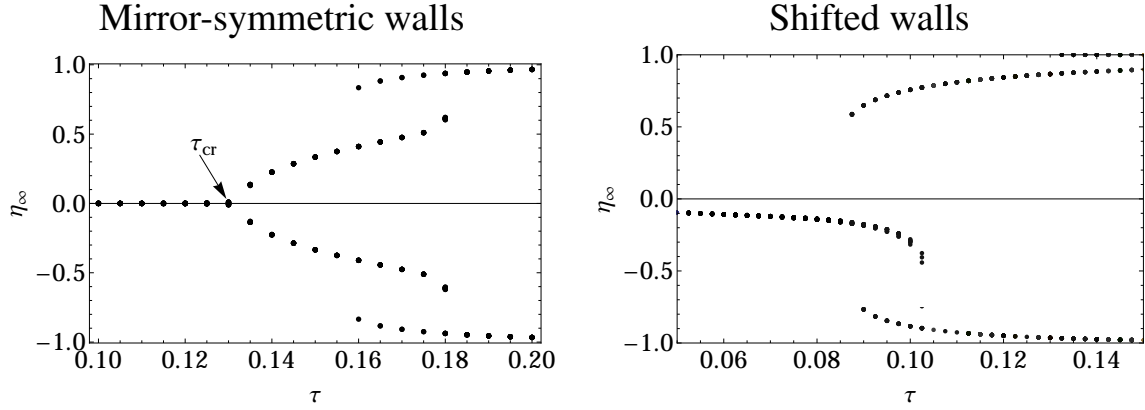 Mirror-symmetric walls
1.0
0.5
0.0
−0.5
−1.0
η∞
τcr
0.10 0.12 0.14 0.16 0.18 0.20
τ
Shifted walls
1.0
0.5
0.0
−0.5
−1.0
η∞
0.06 0.08 0.10 0.12 0.14
τ